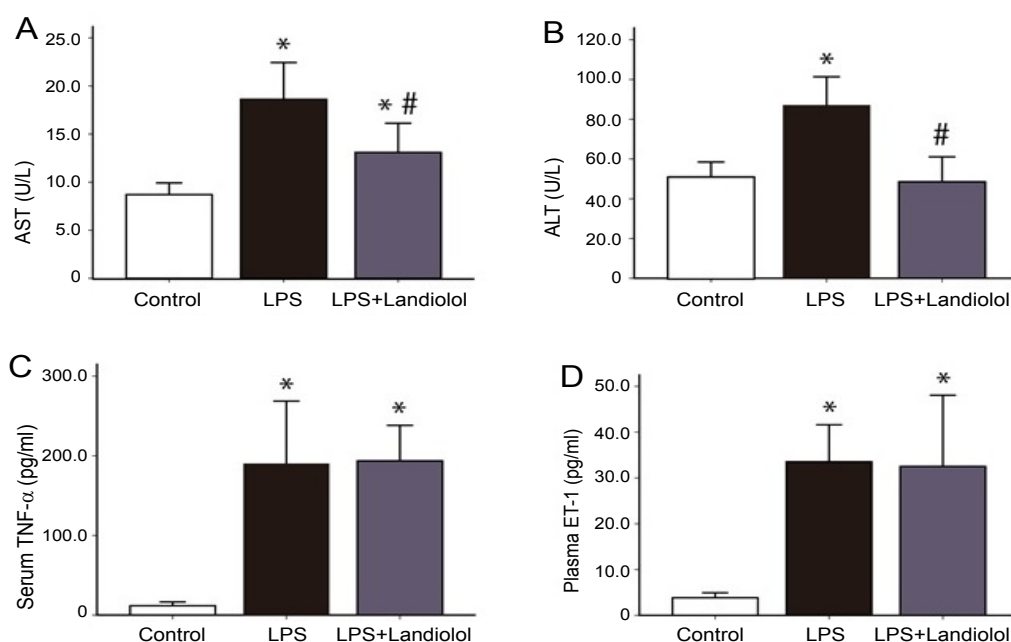 A
AST (U/L)
25.0
20.0
15.0
10.0
5.0
0
*
* #
Control LPS LPS+Landiolol
B
ALT (U/L)
120.0
100.0
80.0
60.0
40.0
20.0
0
*
#
Control LPS LPS+Landiolol
C
Serum TNF-α (pg/ml)
300.0
200.0
100.0
0
*
*
Control LPS LPS+Landiolol
D
Plasma ET-1 (pg/ml)
50.0
40.0
30.0
20.0
10.0
0
*
*
Control LPS LPS+Landiolol